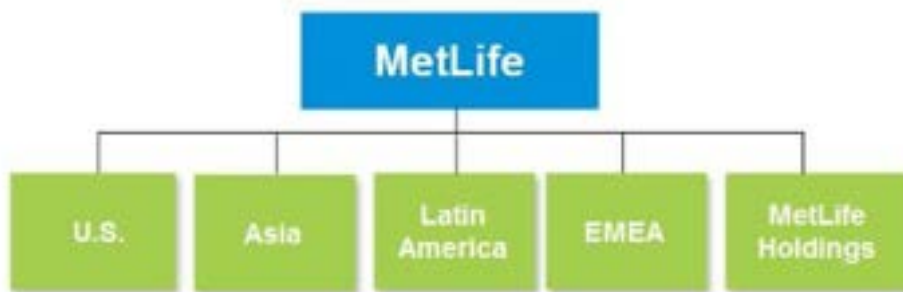 MetLife
U.S.
Asia
Latin
America
EMEA
MetLife
Holdings